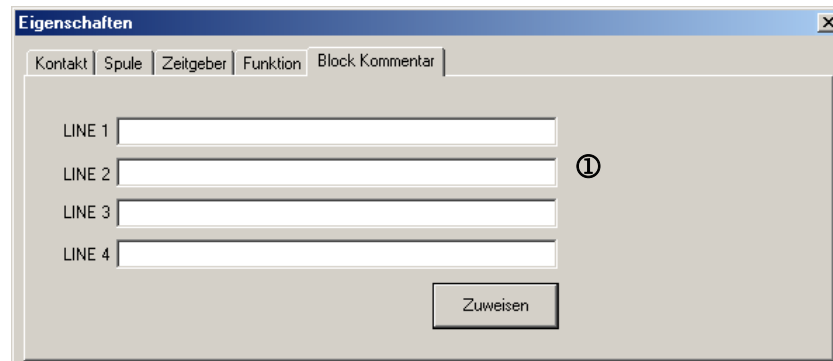 Eigenschaften
Kontakt Spule Zeitgeber Funktion Block Kommentar
LINE 1
LINE 2 ①
LINE 3
LINE 4
Zuweisen